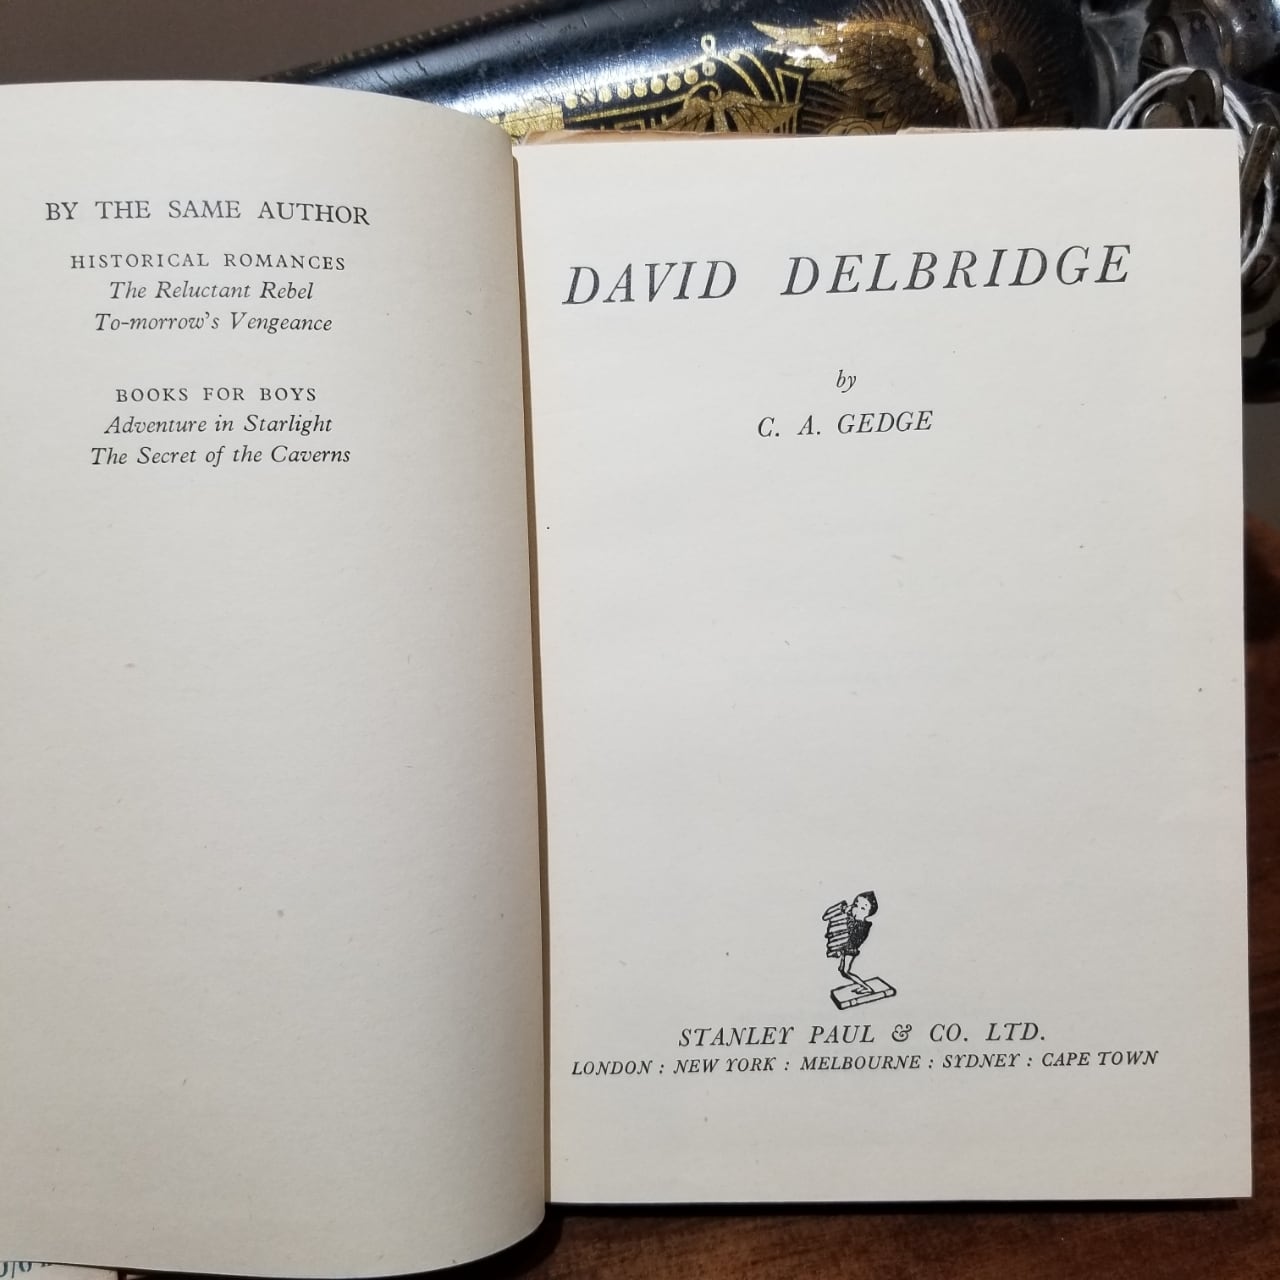 BY THE SAME AUTHOR
HISTORICAL ROMANCES
The Reluctant Rebel
To-morrow's Vengeance
BOOKS FOR BOYS
Adventure in Starlight
The Secret of the Caverns
DAVID DELBRIDGE
by
C. A. GEDGE
STANLEY PAUL & CO. LTD.
LONDON : NEW YORK : MELBOURNE : SYDNEY : CAPE TOWN